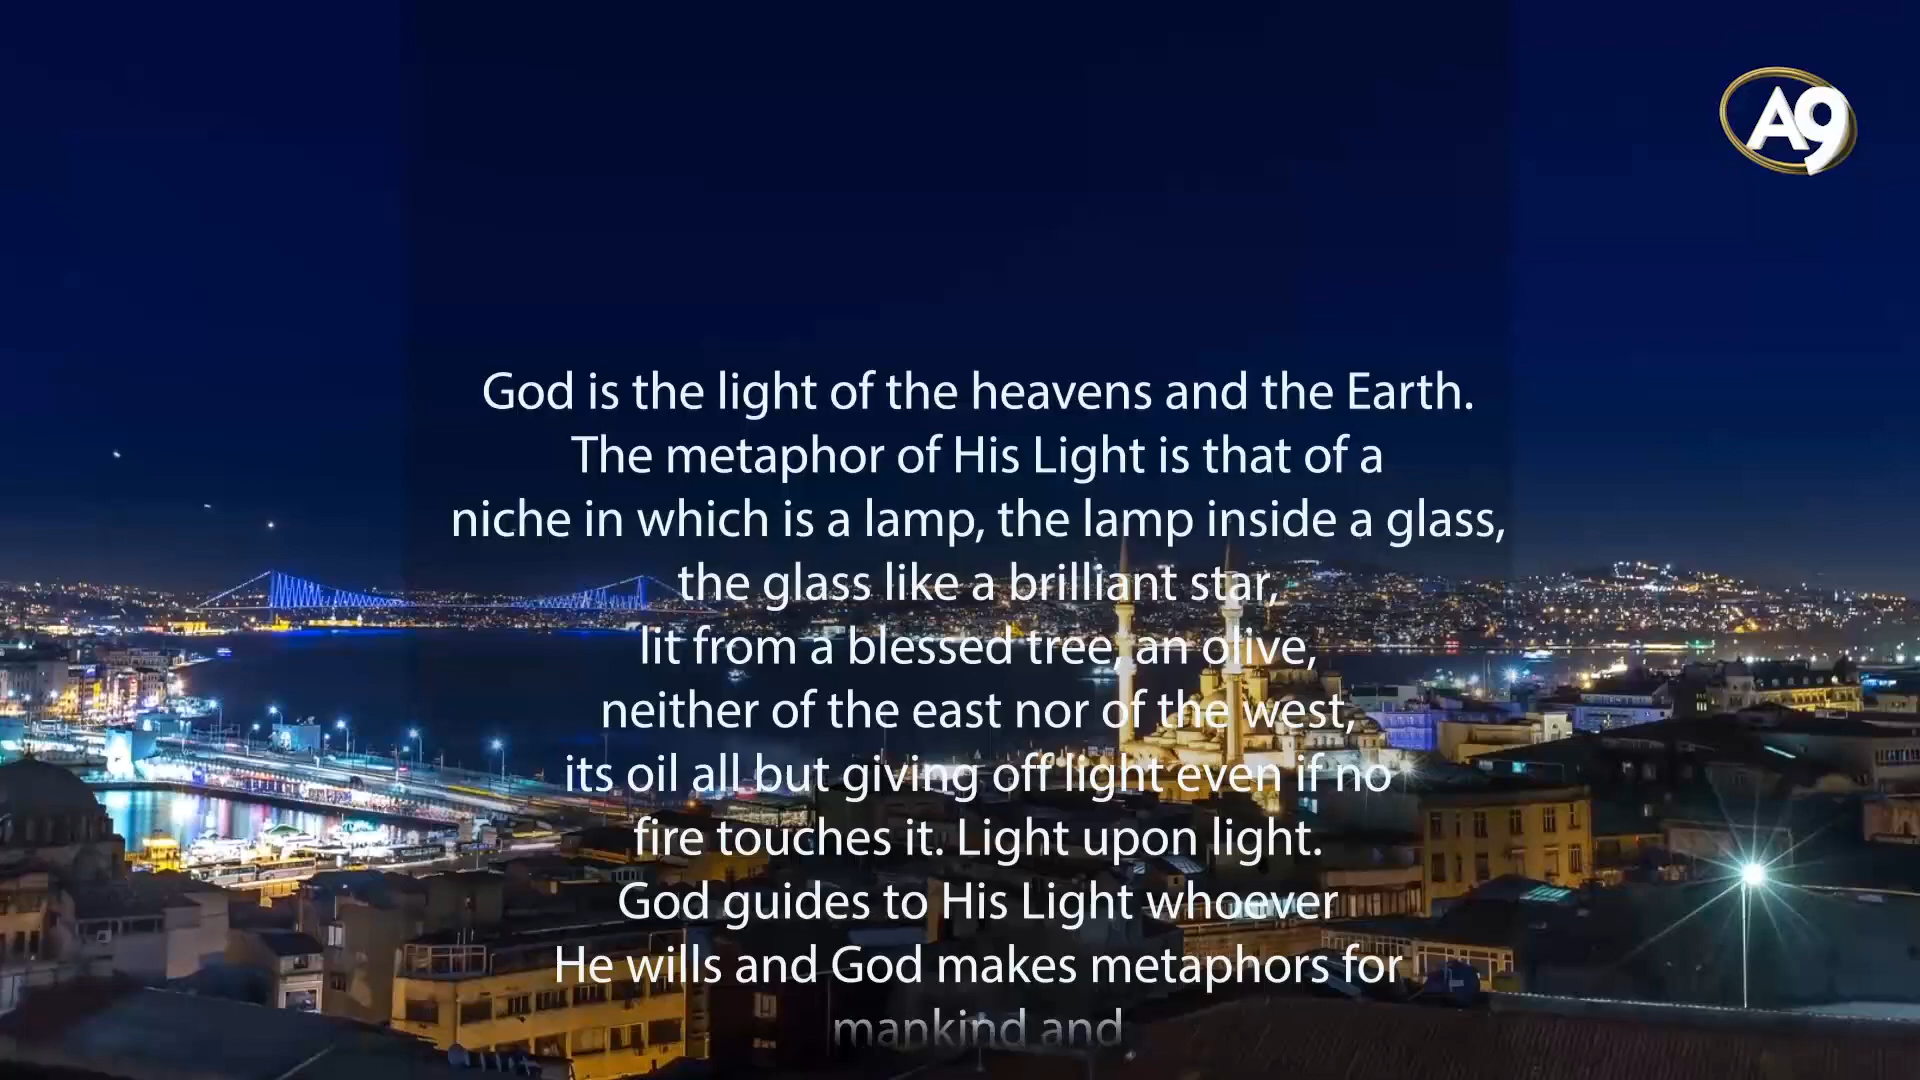 A9
God is the light of the heavens and the Earth.
The metaphor of His Light is that of a
niche in which is a lamp, the lamp inside a glass,
the glass like a brilliant star,
lit from a blessed tree, an olive,
neither of the east nor of the west,
its oil all but giving off light even if no
fire touches it. Light upon light.
God guides to His Light whoever
He wills and God makes metaphors for
mankind and